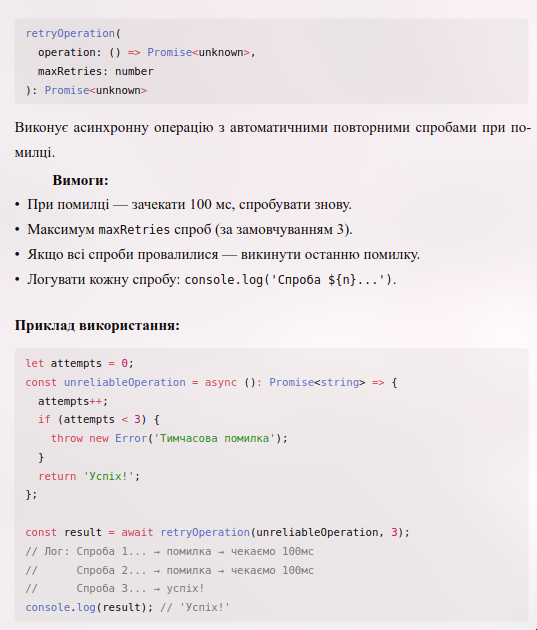 retryOperation(
  operation: () => Promise<unknown>,
  maxRetries: number
): Promise<unknown>
Виконує асинхронну операцію з автоматичними повторними спробами при по-
милці.
Вимоги:
• При помилці — зачекати 100 мс, спробувати знову.
• Максимум maxRetries спроб (за замовчуванням 3).
• Якщо всі спроби провалилися — викинути останню помилку.
• Логувати кожну спробу: console.log('Спроба ${n}...').
Приклад використання:
let attempts = 0;
const unreliableOperation = async (): Promise<string> => {
  attempts++;
  if (attempts < 3) {
    throw new Error('Тимчасова помилка');
  }
  return 'Успіх!';
};
const result = await retryOperation(unreliableOperation, 3);
// Лог: Спроба 1... → помилка → чекаємо 100мс
//      Спроба 2... → помилка → чекаємо 100мс
//      Спроба 3... → успіх!
console.log(result); // 'Успіх!'